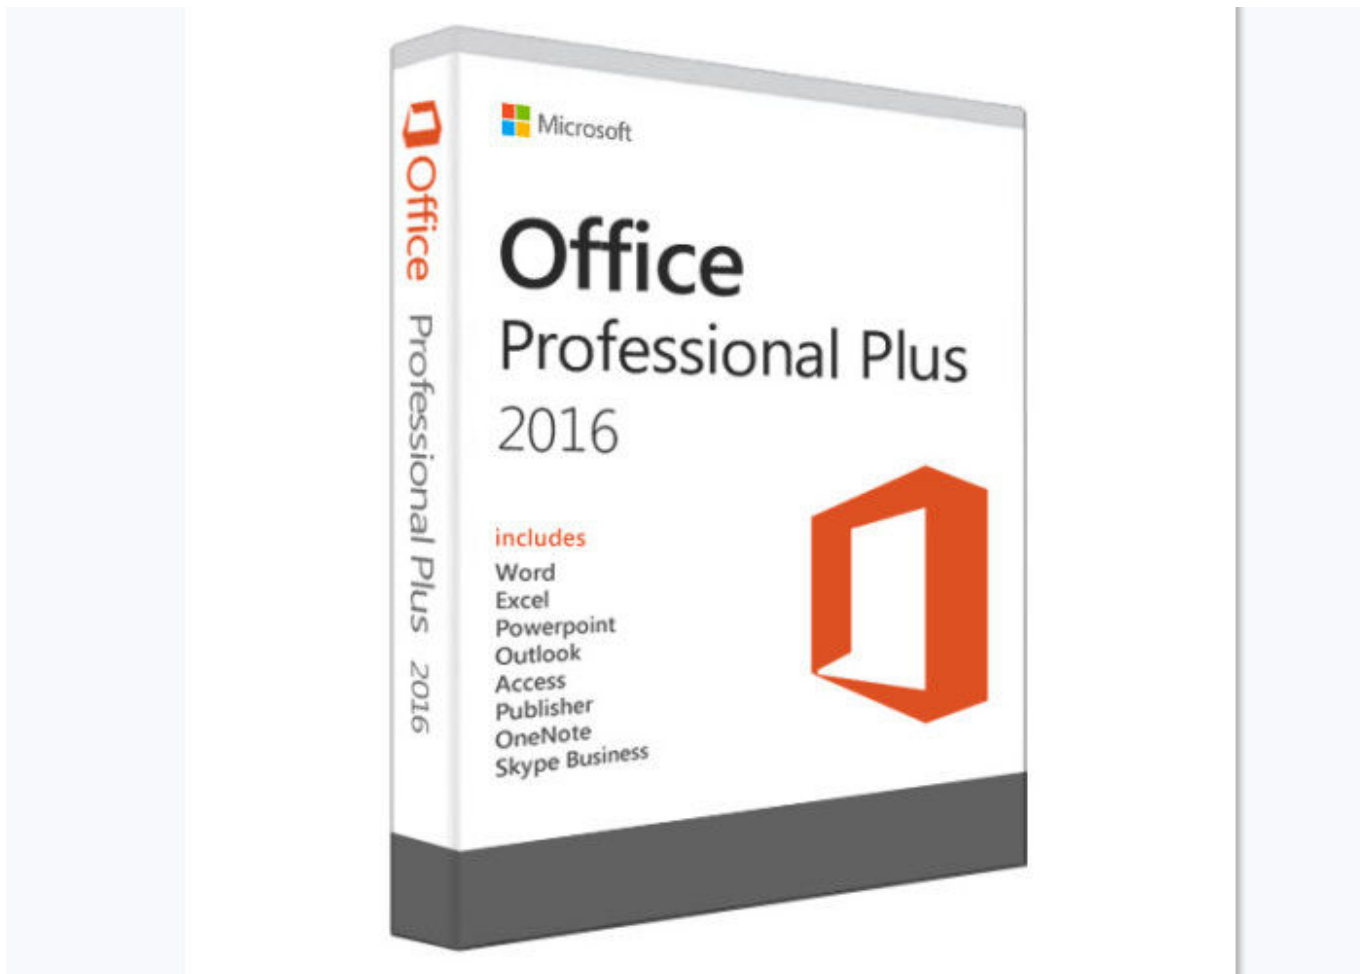 Office Professional Plus 2016
Microsoft
Office
Professional Plus
2016
includes
Word
Excel
Powerpoint
Outlook
Access
Publisher
OneNote
Skype Business